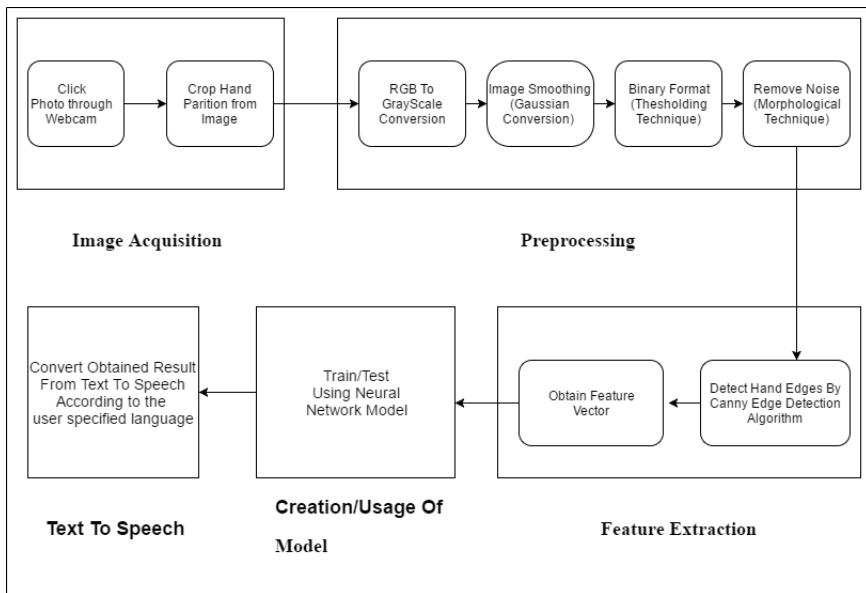 Click
Photo through
Webcam
Crop Hand
Parition from
Image
RGB To
GrayScale
Conversion
Image Smoothing
(Gaussian
Conversion)
Binary Format
(Thesholding
Technique)
Remove Noise
(Morphological
Technique)
Image Acquisition
Preprocessing
Convert Obtained Result
From Text To Speech
According to the
user specified language
Train/Test
Using Neural
Network Model
Obtain Feature
Vector
Detect Hand Edges By
Canny Edge Detection
Algorithm
Text To Speech
Creation/Usage Of
Model
Feature Extraction